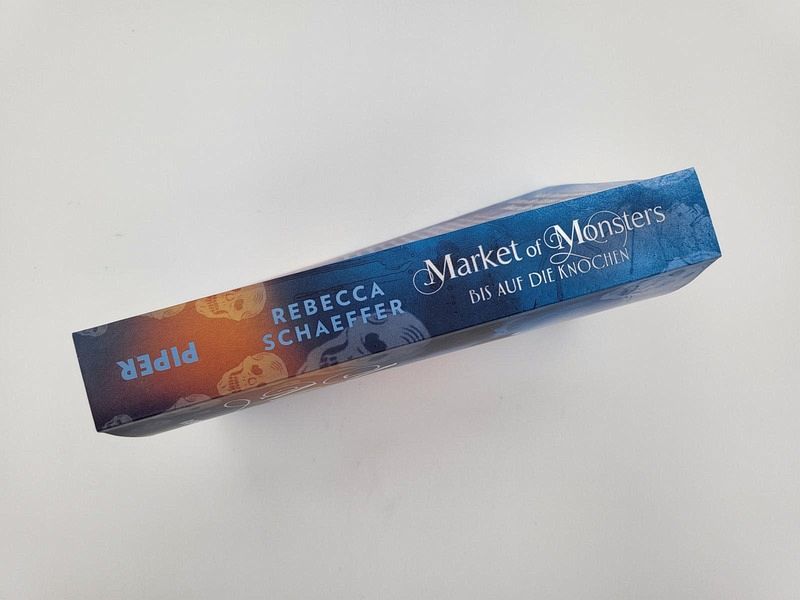 Market of Monsters
BIS AUF DIE KNOCHEN
REBECCA
SCHAEFFER
PIPER